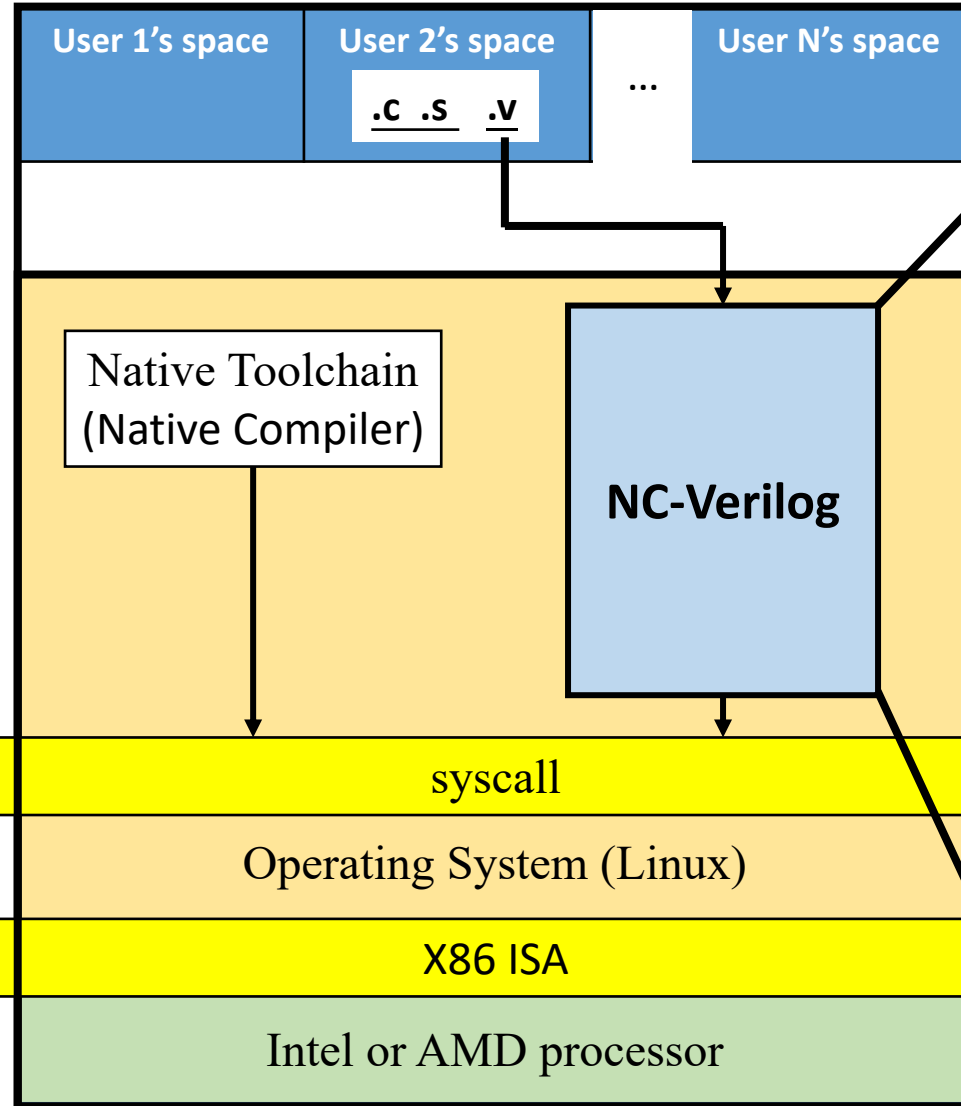 User 1’s space
User 2’s space
...
User N’s space
.c .s .v
Native Toolchain
(Native Compiler)
NC-Verilog
syscall
Operating System (Linux)
X86 ISA
Intel or AMD processor